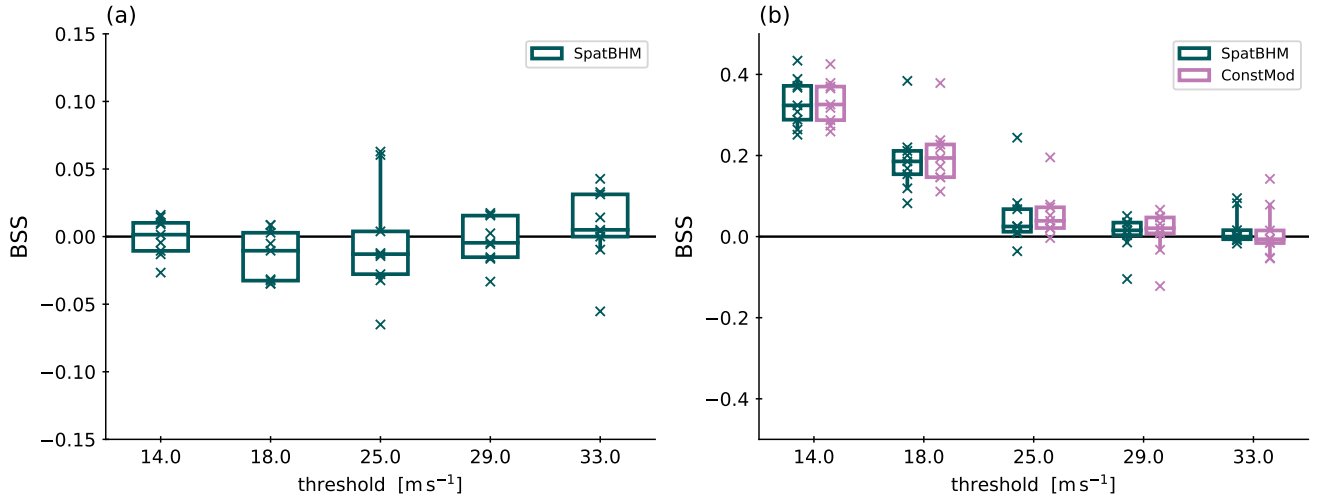 (a)
BSS
0.15
0.10
0.05
0.00
−0.05
−0.10
−0.15
SpatBHM
14.0 18.0 25.0 29.0 33.0
threshold [m s⁻¹]
(b)
BSS
0.4
0.2
0.0
−0.2
−0.4
SpatBHM
ConstMod
14.0 18.0 25.0 29.0 33.0
threshold [m s⁻¹]